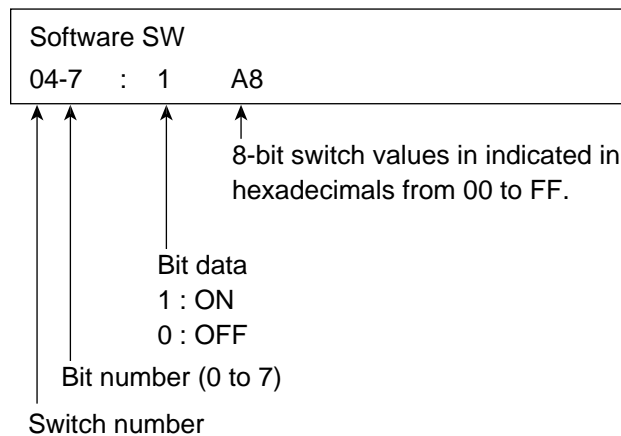 Software SW
04-7 : 1 A8
8-bit switch values in indicated in
hexadecimals from 00 to FF.
Bit data
1 : ON
0 : OFF
Bit number (0 to 7)
Switch number